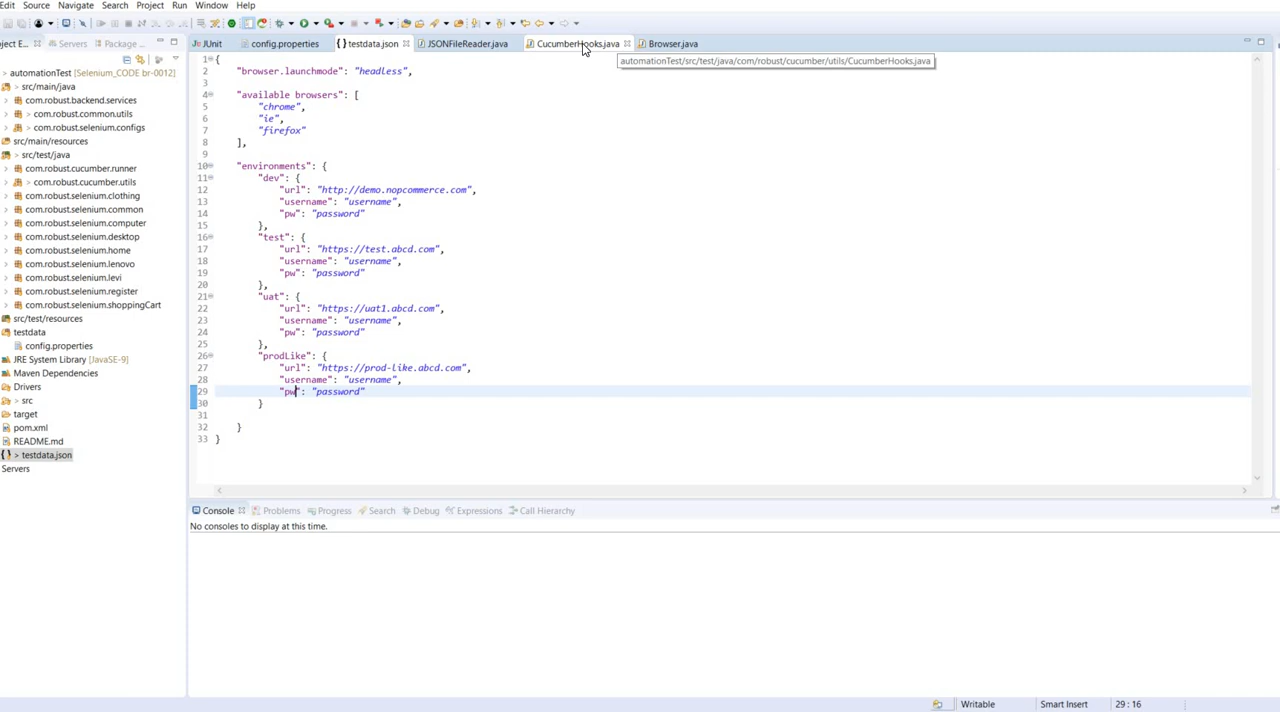 Source Navigate Search Project Run Window Help
JUnit config.properties testdata.json JSONFileReader.java CucumberHooks.java Browser.java
automationTest/src/test/java/com/robust/cucumber/utils/CucumberHooks.java
Servers Package ...
automationTest [Selenium_CODE br-0012]
src/main/java
com.robust.backend.services
> com.robust.common.utils
> com.robust.selenium.configs
src/main/resources
> src/test/java
com.robust.cucumber.runner
> com.robust.cucumber.utils
com.robust.selenium.clothing
com.robust.selenium.common
com.robust.selenium.computer
com.robust.selenium.desktop
com.robust.selenium.home
com.robust.selenium.lenovo
com.robust.selenium.levi
com.robust.selenium.register
com.robust.selenium.shoppingCart
src/test/resources
testdata
config.properties
JRE System Library [JavaSE-9]
Maven Dependencies
Drivers
> src
target
pom.xml
README.md
> testdata.json
Servers
1 {
2 "browser.launchmode": "headless",
3
4 "available browsers": [
5 "chrome",
6 "ie",
7 "firefox"
8 ],
9
10 "environments": {
11 "dev": {
12 "url": "http://demo.nopcommerce.com",
13 "username": "username",
14 "pw": "password"
15 },
16 "test": {
17 "url": "https://test.abcd.com",
18 "username": "username",
19 "pw": "password"
20 },
21 "uat": {
22 "url": "https://uat1.abcd.com",
23 "username": "username",
24 "pw": "password"
25 },
26 "prodLike": {
27 "url": "https://prod-like.abcd.com",
28 "username": "username",
29 "pw": "password"
30 }
31
32 }
33 }
Console Problems Progress Search Debug Expressions Call Hierarchy
No consoles to display at this time.
Writable Smart Insert 29 : 16